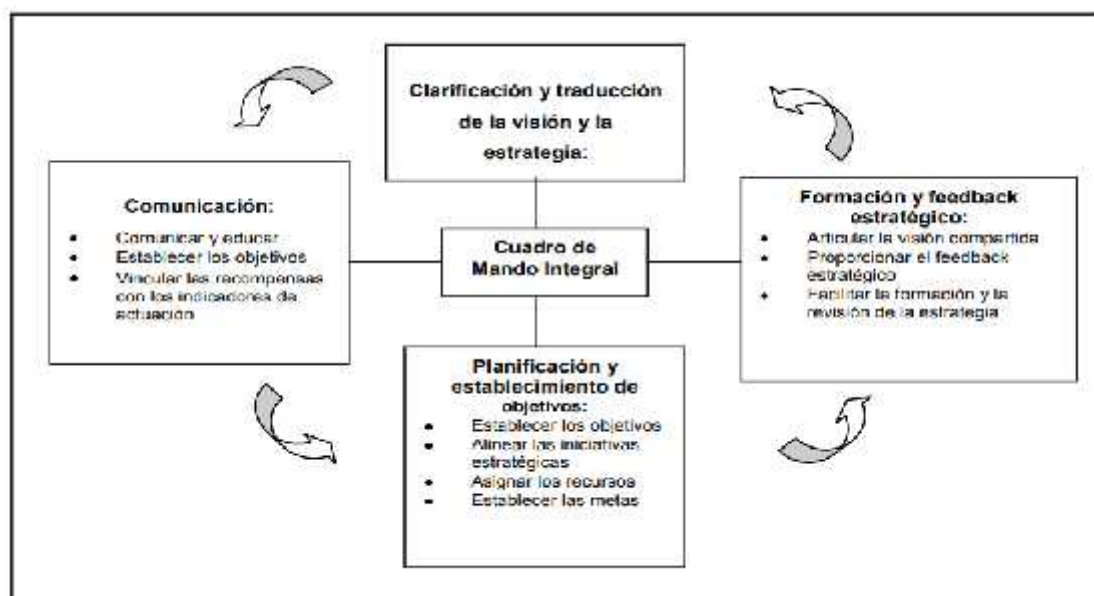 Clarificación y traducción
de la visión y la
estrategia:
Comunicación:
• Comunicar y educar
• Establecer los objetivos
• Vincular las recompensas
con los indicadores de
actuación
Cuadro de
Mando Integral
Formación y feedback
estratégico:
• Articular la visión compartida
• Proporcionar el feedback
estratégico
• Facilitar la formación y la
revisión de la estrategia
Planificación y
establecimiento de
objetivos:
• Establecer los objetivos
• Alinear las iniciativas
estratégicas
• Asignar los recursos
• Establecer las metas